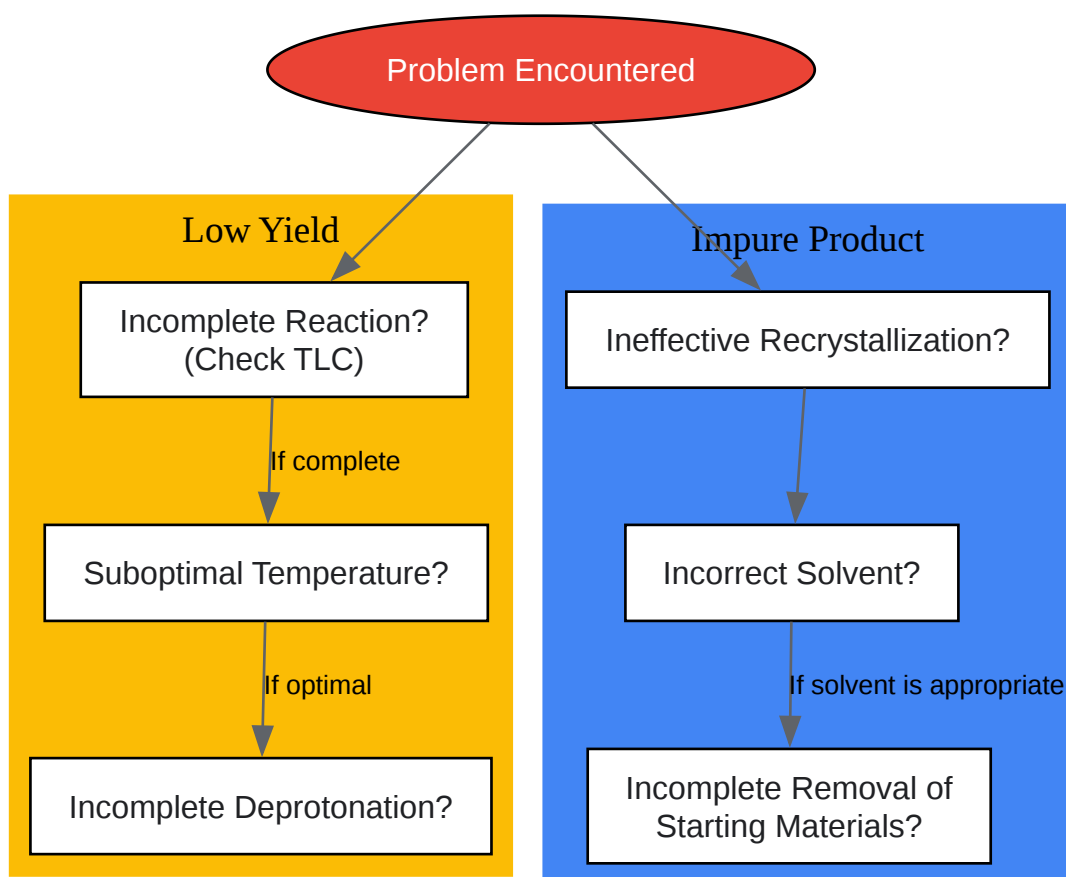 Problem Encountered
Low Yield
Incomplete Reaction?
(Check TLC)
If complete
Suboptimal Temperature?
If optimal
Incomplete Deprotonation?
Impure Product
Ineffective Recrystallization?
Incorrect Solvent?
If solvent is appropriate
Incomplete Removal of
Starting Materials?